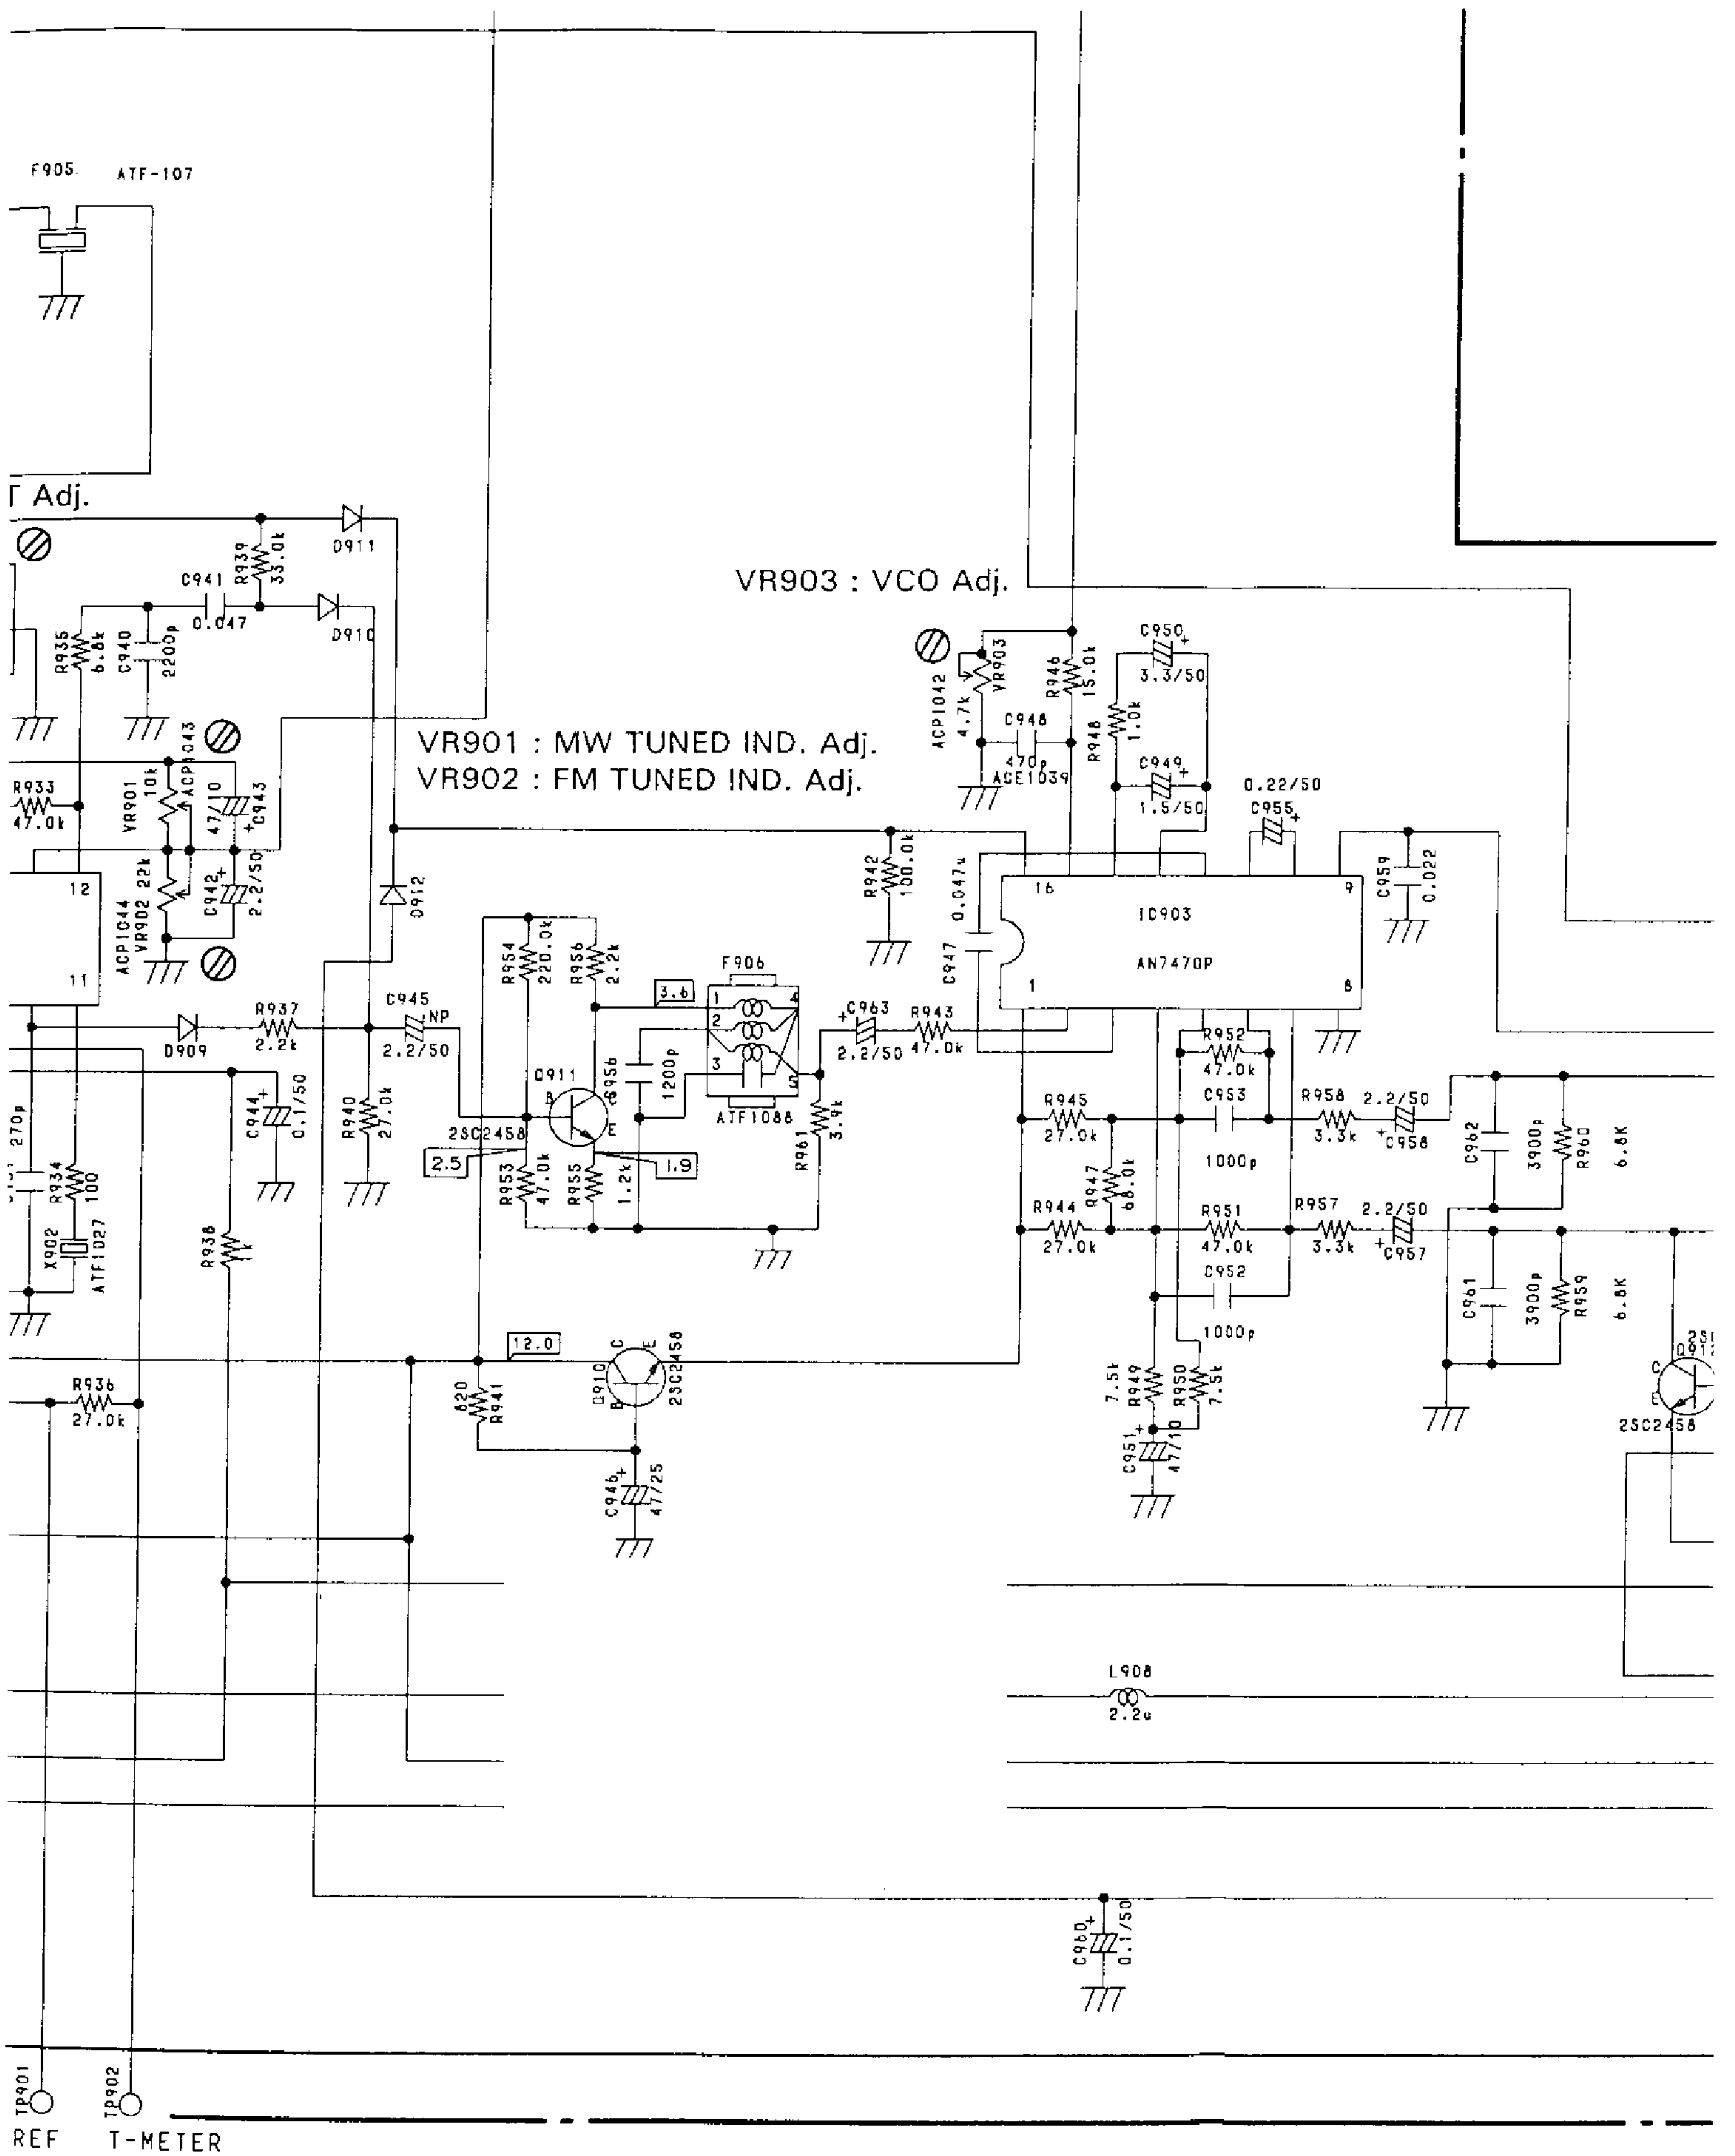 F905. ATF-107
T Adj.
D911
R939
33.0k
C941
0.047
D910
R935
6.8k
C940
2200p
VR903 : VCO Adj.
ACP1042
4.7k
VR903
R946
15.0k
C950
+
3.3/50
R948
1.0k
C948
470p
ACE1039
C949
+
1.5/50
0.22/50
C955
+
VR901 : MW TUNED IND. Adj.
VR902 : FM TUNED IND. Adj.
R933
47.0k
VR901
10k
ACP1043
47/10
+
C943
C942
+
2.2/50
12
11
ACP1044
VR902 22k
D912
R942
100.0k
0.047u
C947
16
9
IC903
AN7470P
1
8
C959
0.022
R954
220.0k
R956
2.2k
F906
3.6
1
4
2
3
5
ATF1088
+
C963
2.2/50
R943
47.0k
D909
R937
2.2k
C945
NP
2.2/50
C956
1200p
Q911
B
C
E
2SC2458
2.5
1.9
R953
47.0k
R955
1.2k
R961
3.9k
R952
47.0k
C953
1000p
R945
27.0k
R947
68.0k
R944
27.0k
R951
47.0k
C952
1000p
R958
3.3k
2.2/50
+
C958
R957
3.3k
2.2/50
+
C957
C962
3900p
R960
6.8K
C961
3900p
R959
6.8K
270p
R934
100
X902
ATF1027
C944
+
0.1/50
R940
27.0k
R938
12.0
Q910
C
E
B
2SC2458
820
R941
C946
+
47/25
R936
27.0k
7.5k
R949
R950
7.5k
C951
+
47/10
Q912
C
E
2SC2458
L908
2.2u
C960
+
0.1/50
TP901
REF
TP902
T-METER